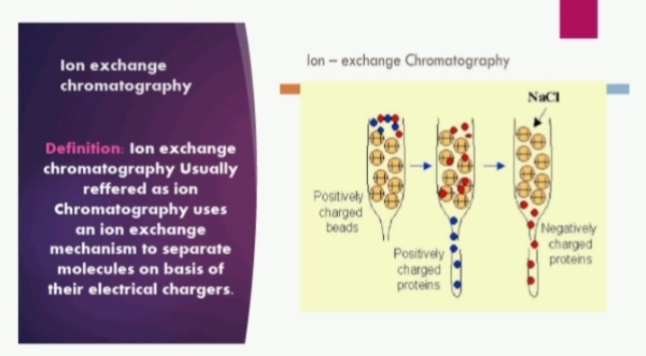 Ion exchange
chromatography
Definition: Ion exchange
chromatography Usually
reffered as ion
Chromatography uses
an ion exchange
mechanism to separate
molecules on basis of
their electrical chargers.
Ion – exchange Chromatography
NaCl
Positively
charged
beads
Positively
charged
proteins
Negatively
charged
proteins